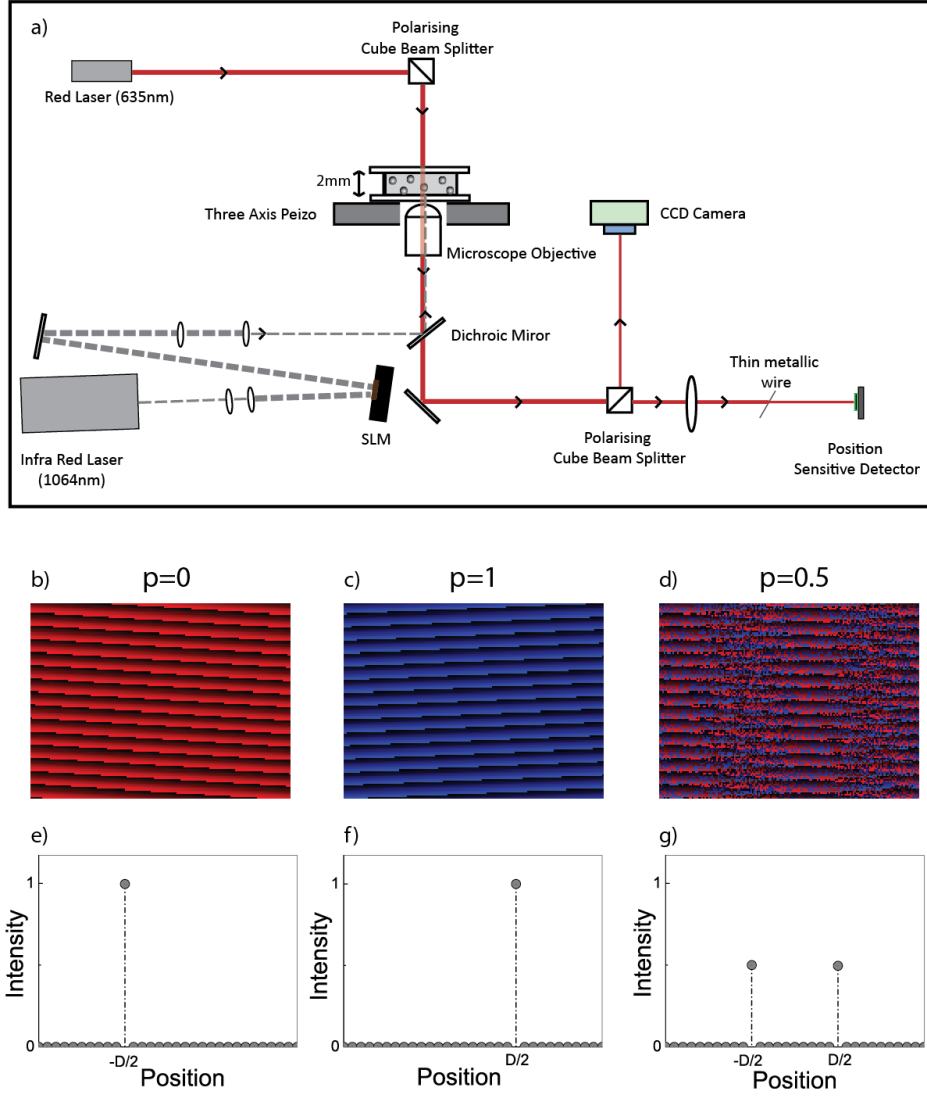 a)
Polarising
Cube Beam Splitter
Red Laser (635nm)
2mm
Three Axis Peizo
CCD Camera
Microscope Objective
Dichroic Miror
Thin metallic
wire
SLM
Infra Red Laser
(1064nm)
Polarising
Cube Beam Splitter
Position
Sensitive Detector
b) p=0
c) p=1
d) p=0.5
e)
1
Intensity
0
-D/2
Position
f)
1
Intensity
0
D/2
Position
g)
1
Intensity
0
-D/2 D/2
Position